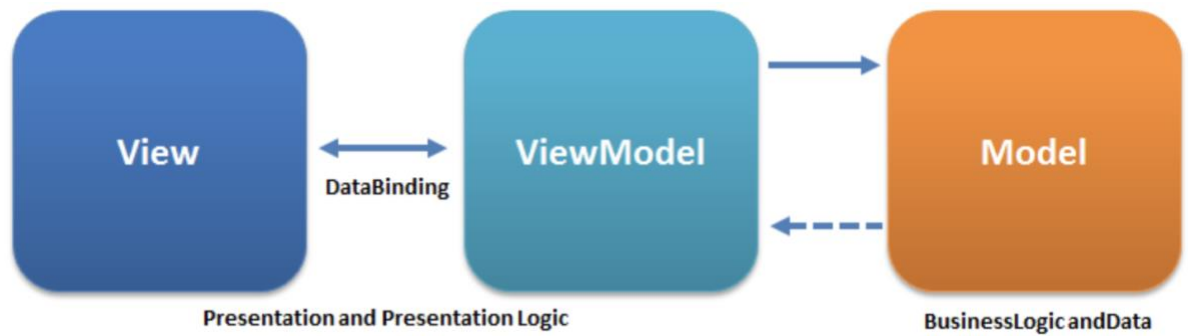 View
DataBinding
ViewModel
Model
Presentation and Presentation Logic
BusinessLogic andData